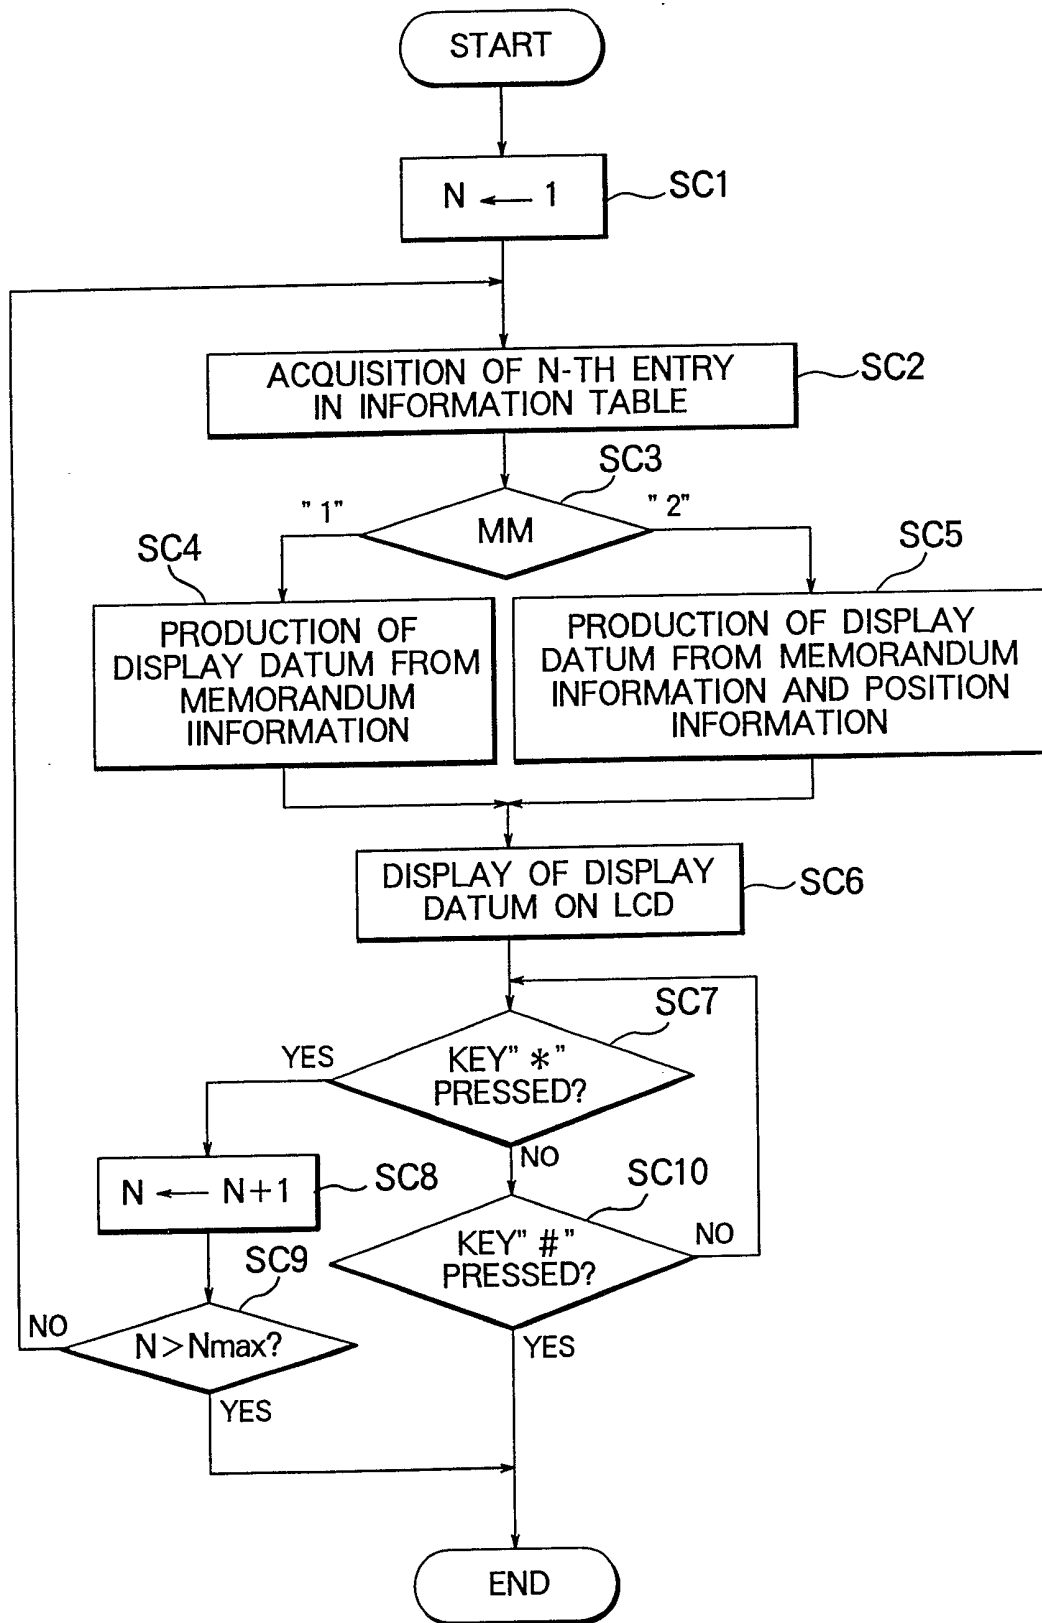 START
N ← 1
SC1
ACQUISITION OF N-TH ENTRY
IN INFORMATION TABLE
SC2
SC3
"1"
MM
"2"
SC4
PRODUCTION OF
DISPLAY DATUM FROM
MEMORANDUM
IINFORMATION
SC5
PRODUCTION OF DISPLAY
DATUM FROM MEMORANDUM
INFORMATION AND POSITION
INFORMATION
DISPLAY OF DISPLAY
DATUM ON LCD
SC6
SC7
YES
KEY" * "
PRESSED?
NO
N ← N+1
SC8
SC10
KEY" # "
PRESSED?
NO
YES
SC9
NO
N>Nmax?
YES
END